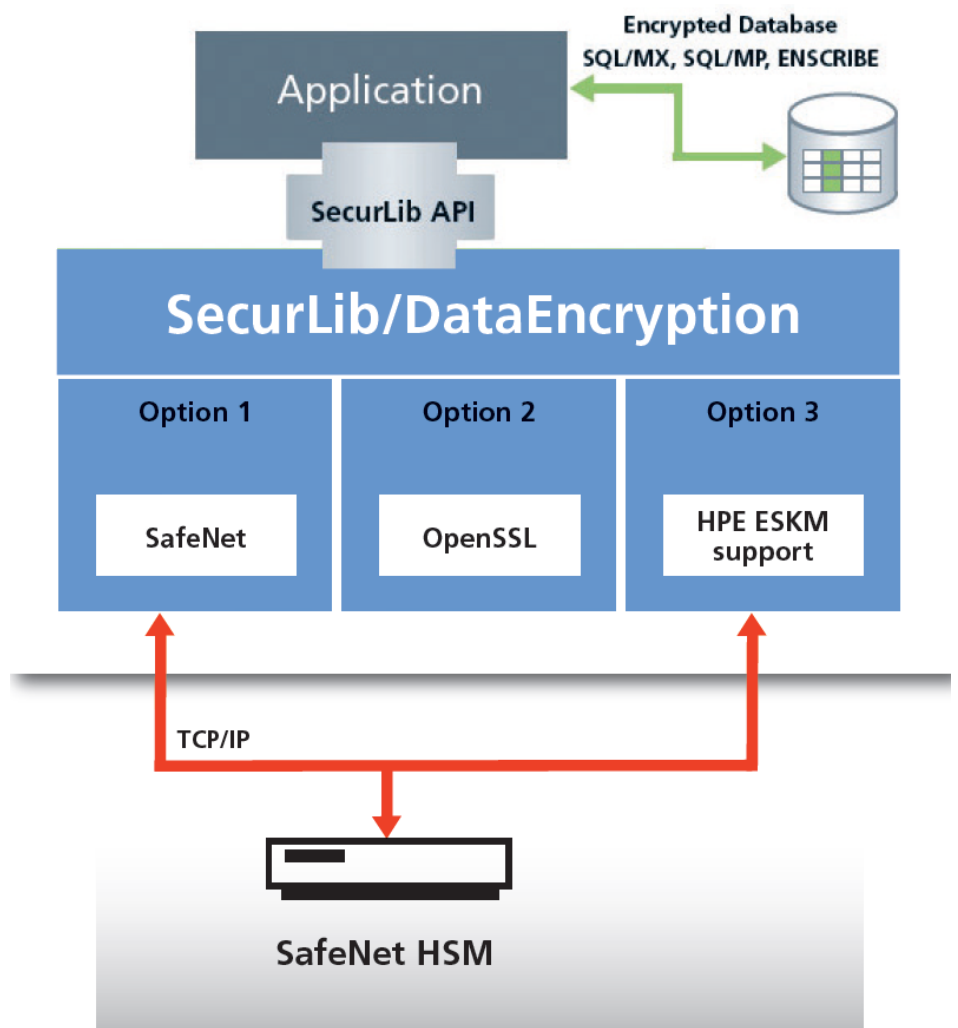 Encrypted Database
SQL/MX, SQL/MP, ENSCRIBE
Application
SecurLib API
SecurLib/DataEncryption
Option 1
SafeNet
Option 2
OpenSSL
Option 3
HPE ESKM
support
TCP/IP
SafeNet HSM